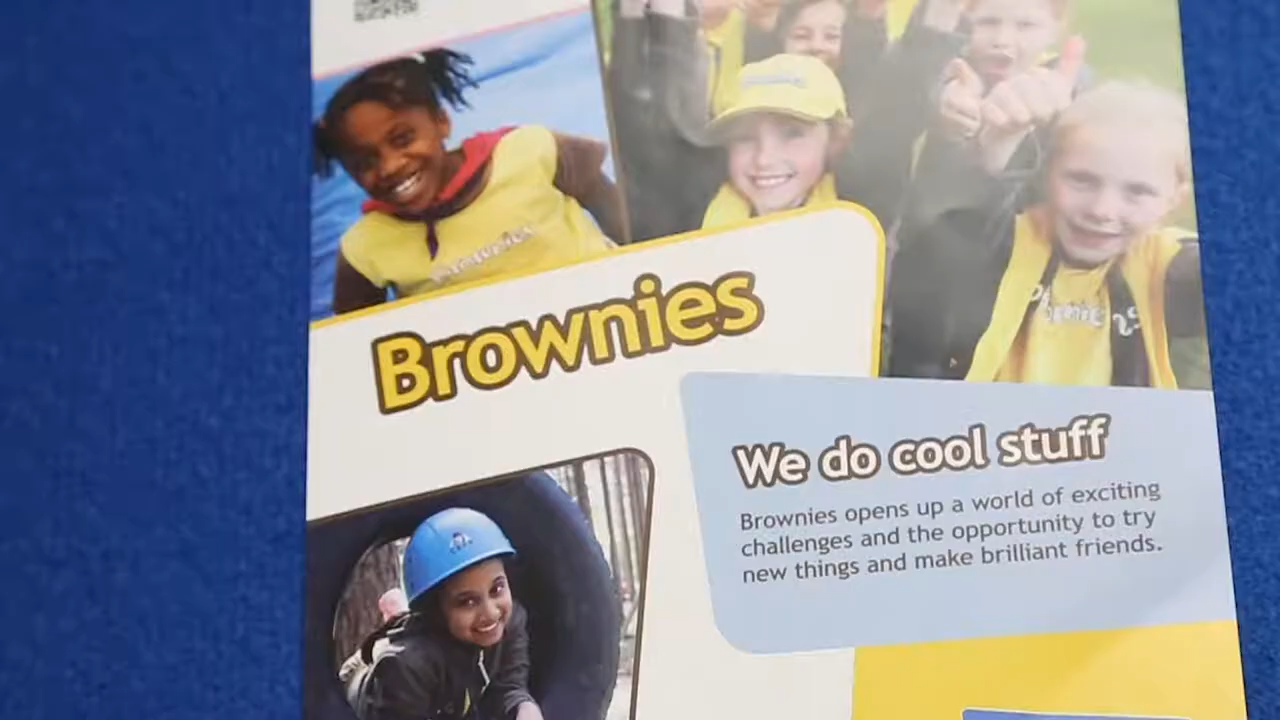 Brownies
Brownies
We do cool stuff
Brownies opens up a world of exciting
challenges and the opportunity to try
new things and make brilliant friends.